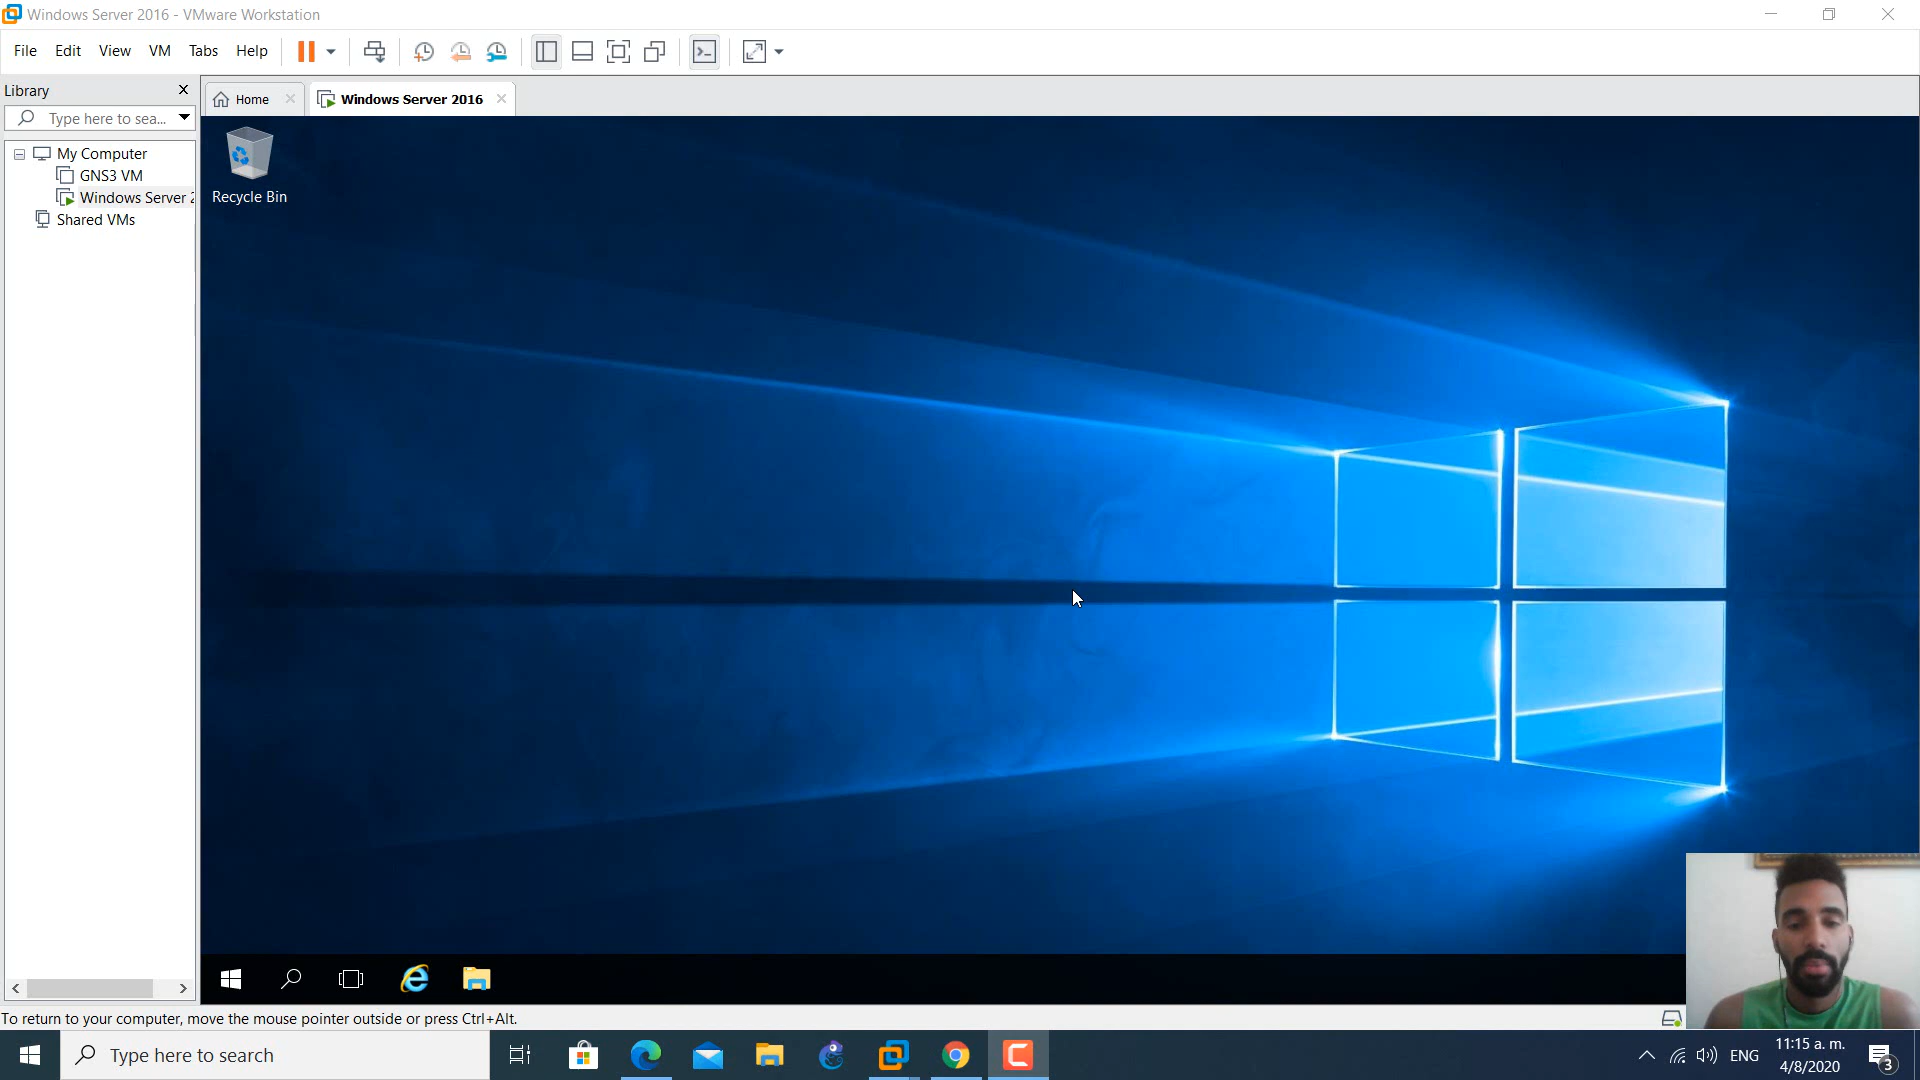 Windows Server 2016 - VMware Workstation
File Edit View VM Tabs Help
Library
Home
Windows Server 2016
Type here to sea...
My Computer
GNS3 VM
Windows Server 2
Shared VMs
Recycle Bin
To return to your computer, move the mouse pointer outside or press Ctrl+Alt.
Type here to search
ENG
11:15 a. m.
4/8/2020
3